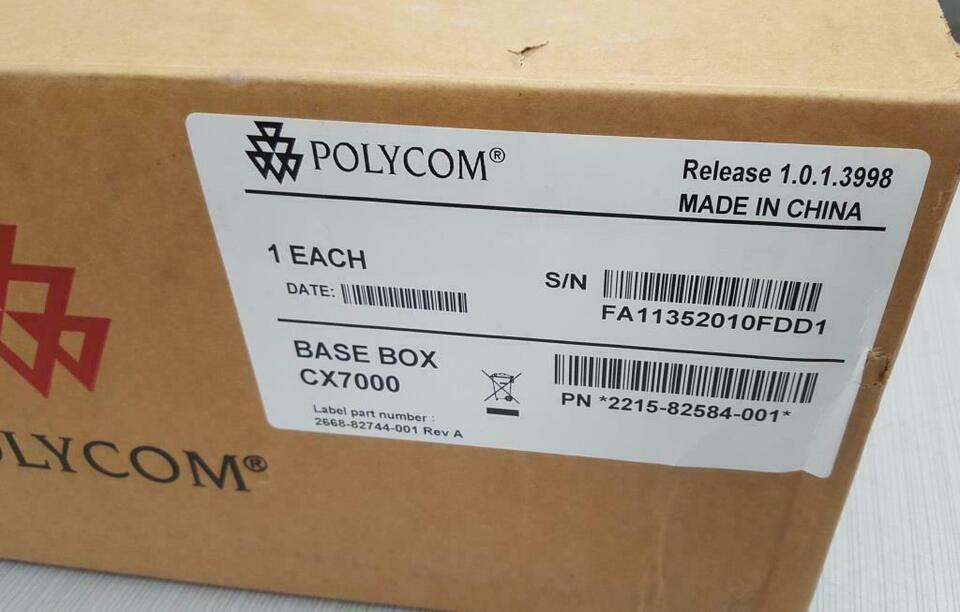 POLYCOM®
Release 1.0.1.3998
MADE IN CHINA
1 EACH
DATE:
S/N
FA11352010FDD1
BASE BOX
CX7000
PN *2215-82584-001*
Label part number :
2668-82744-001 Rev A
LYCOM®